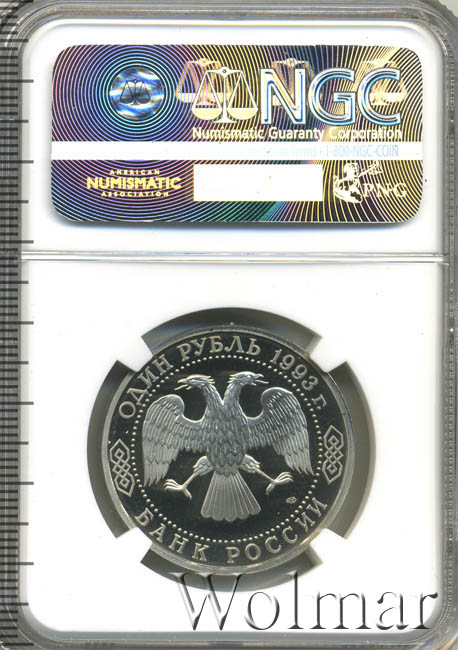 NGC
Numismatic Guaranty Corporation
1-800-NGC-COIN
AMERICAN
NUMISMATIC
ASSOCIATION
PNG
ОДИН РУБЛЬ 1993 г.
БАНК РОССИИ
Wolmar